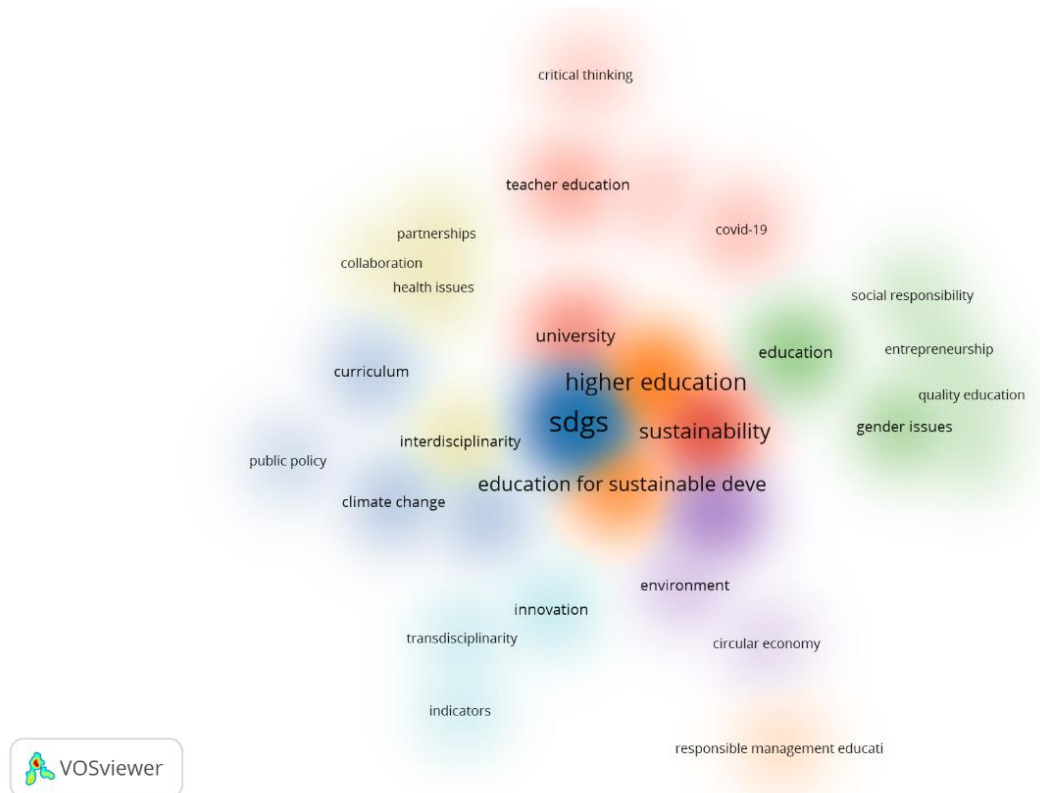 critical thinking
teacher education
covid-19
partnerships
collaboration
health issues
social responsibility
university
education
entrepreneurship
curriculum
higher education
quality education
sdgs
sustainability
gender issues
interdisciplinarity
public policy
education for sustainable deve
climate change
environment
innovation
transdisciplinarity
circular economy
indicators
responsible management educati
VOSviewer